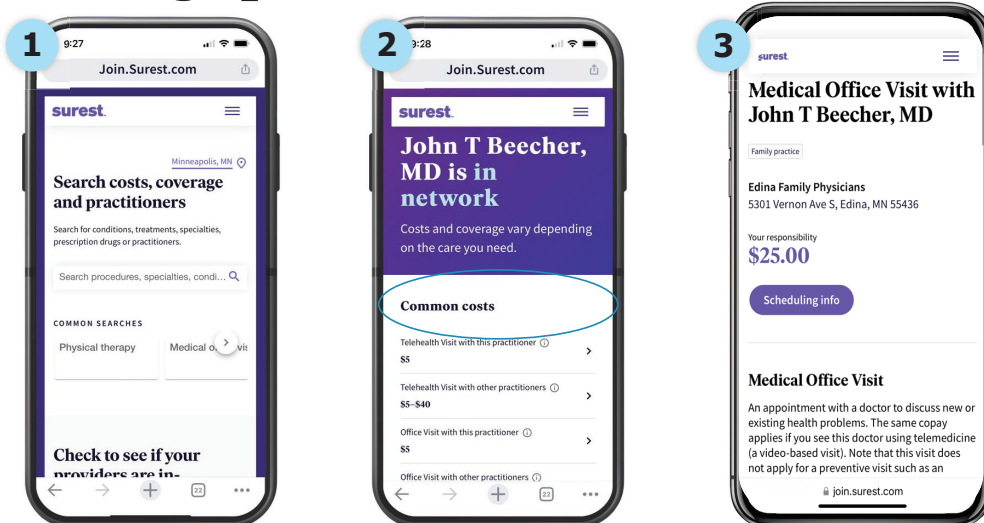 1
9:27
Join.Surest.com
surest.
Minneapolis, MN
Search costs, coverage
and practitioners
Search for conditions, treatments, specialties,
prescription drugs or practitioners.
Search procedures, specialties, condi...
COMMON SEARCHES
Physical therapy
Medical o
vis
Check to see if your
providers are in-
22
2
9:28
Join.Surest.com
surest.
John T Beecher,
MD is in
network
Costs and coverage vary depending
on the care you need.
Common costs
Telehealth Visit with this practitioner
$5
Telehealth Visit with other practitioners
$5–$40
Office Visit with this practitioner
$5
Office Visit with other practitioners
22
3
surest.
Medical Office Visit with
John T Beecher, MD
Family practice
Edina Family Physicians
5301 Vernon Ave S, Edina, MN 55436
Your responsibility
$25.00
Scheduling info
Medical Office Visit
An appointment with a doctor to discuss new or
existing health problems. The same copay
applies if you see this doctor using telemedicine
(a video-based visit). Note that this visit does
not apply for a preventive visit such as an
join.surest.com